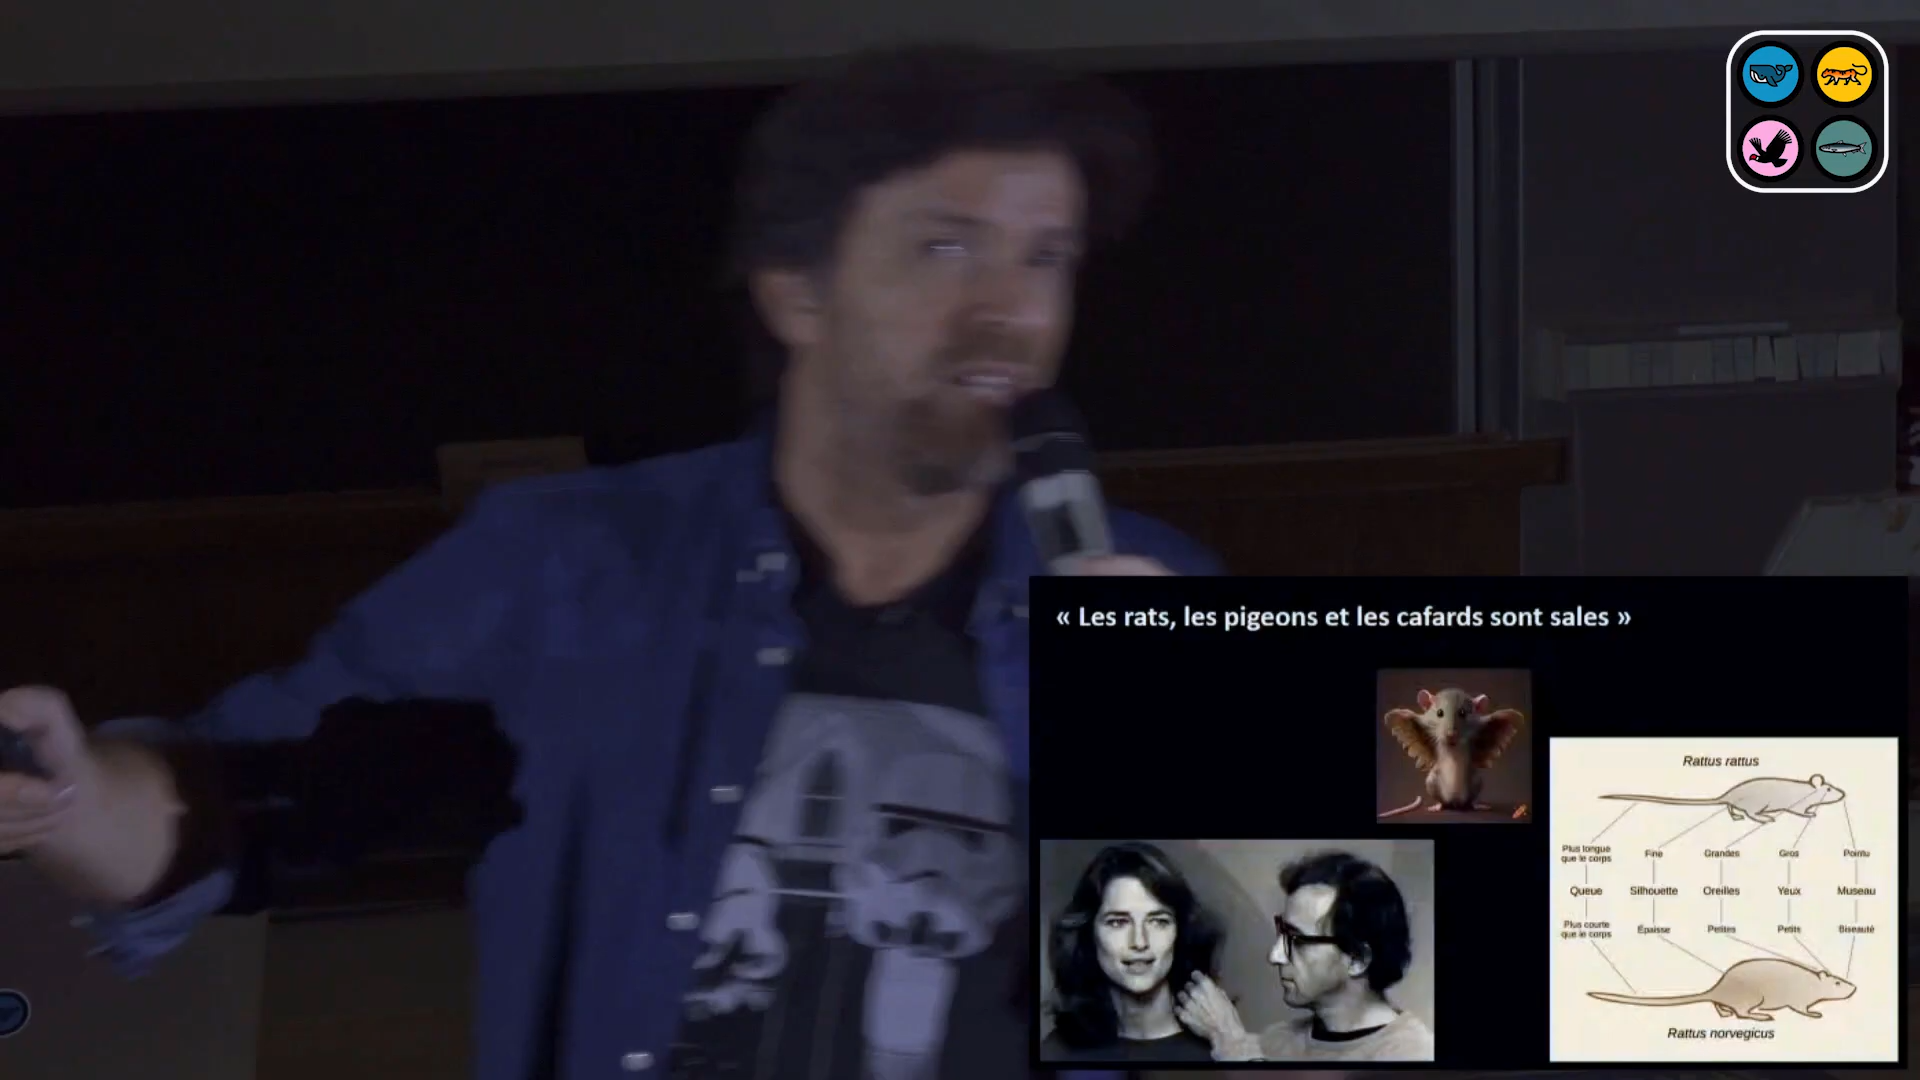 « Les rats, les pigeons et les cafards sont sales »
Rattus rattus
Plus longue
que le corps
Fine
Grandes
Gros
Pointu
Queue
Silhouette
Oreilles
Yeux
Museau
Plus courte
que le corps
Épaisse
Petites
Petits
Biseauté
Rattus norvegicus